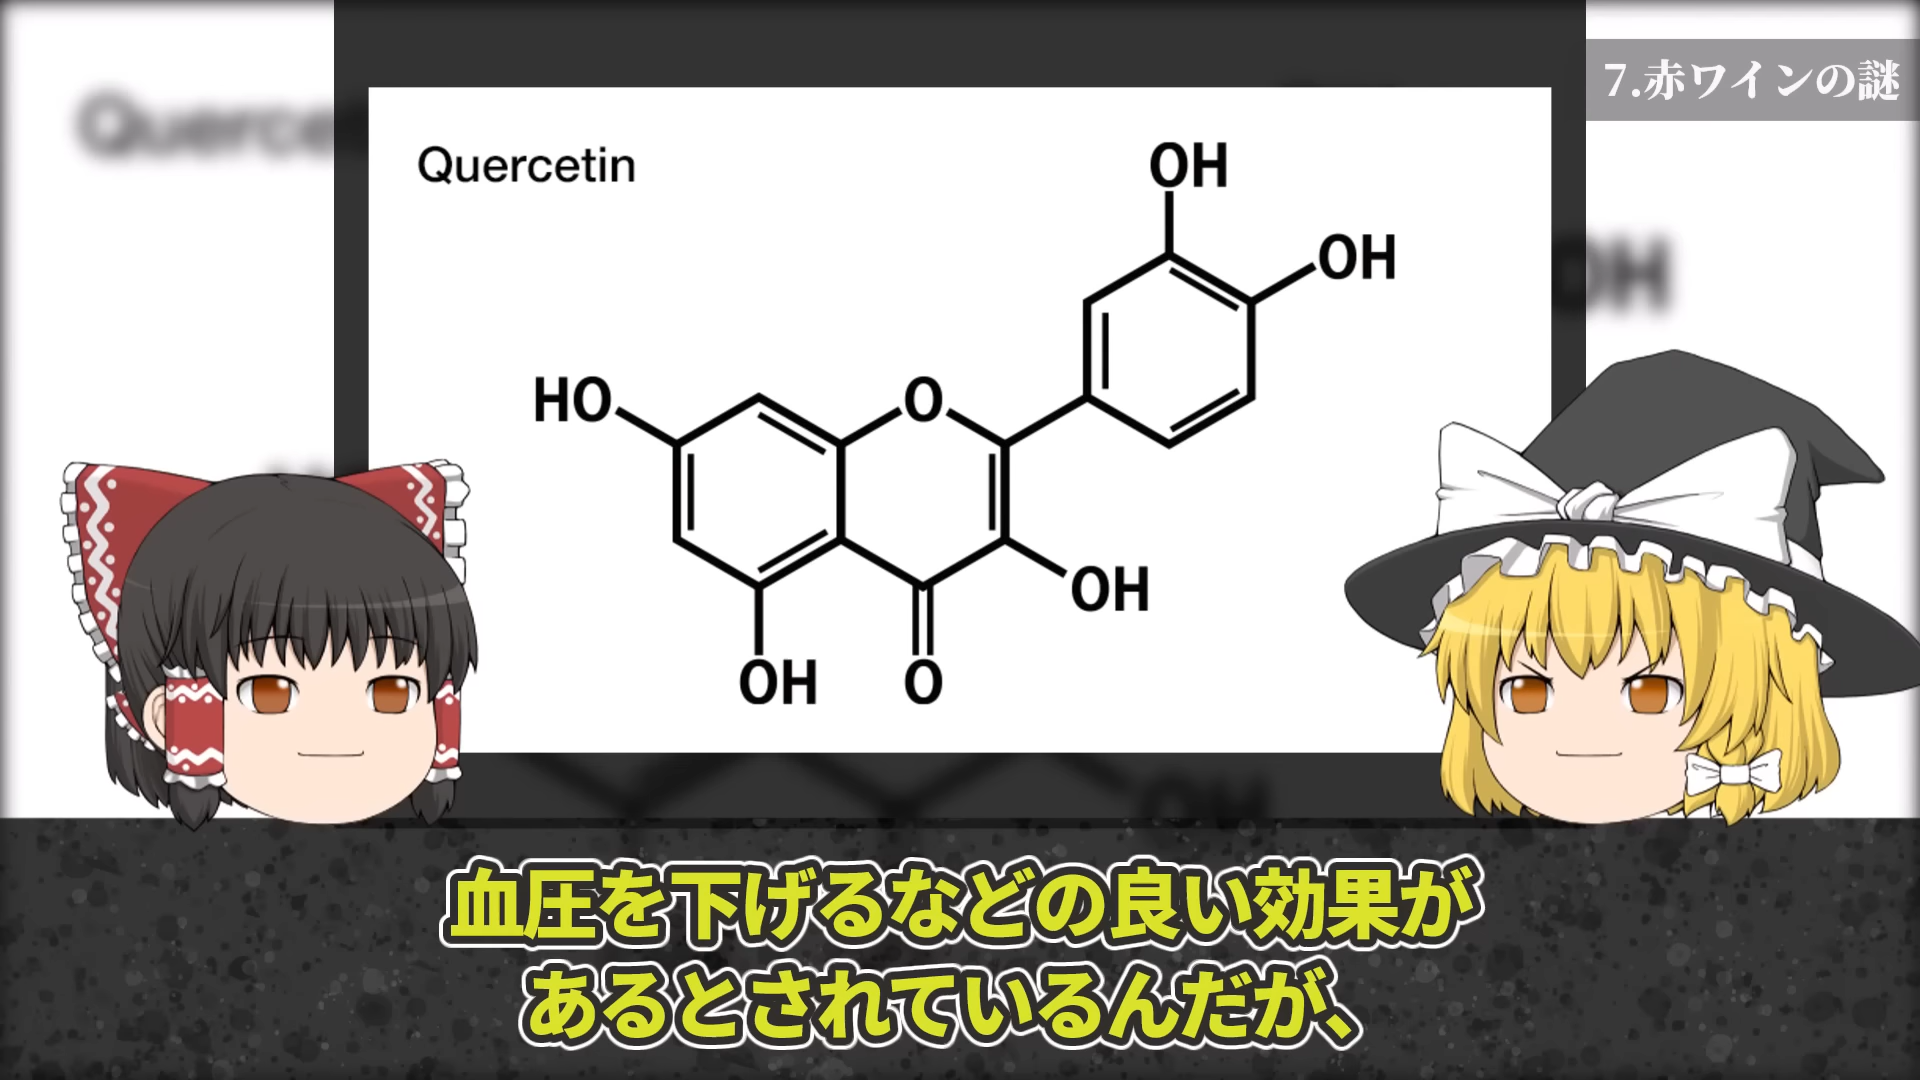 7.赤ワインの謎
Quercetin
OH
OH
HO
O
OH
OH
O
血圧を下げるなどの良い効果が
あるとされているんだが、